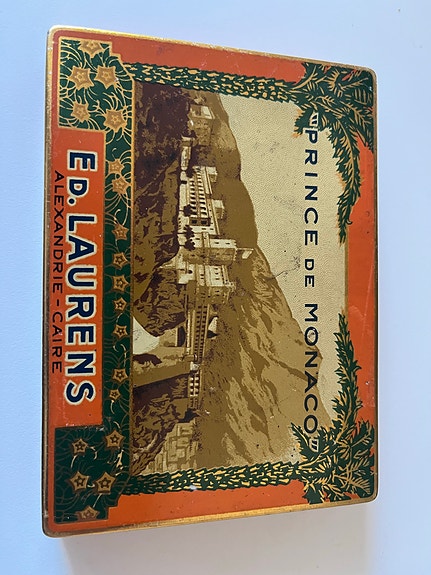 "PRINCE DE MONACO"
ED. LAURENS
ALEXANDRIE - CAIRE